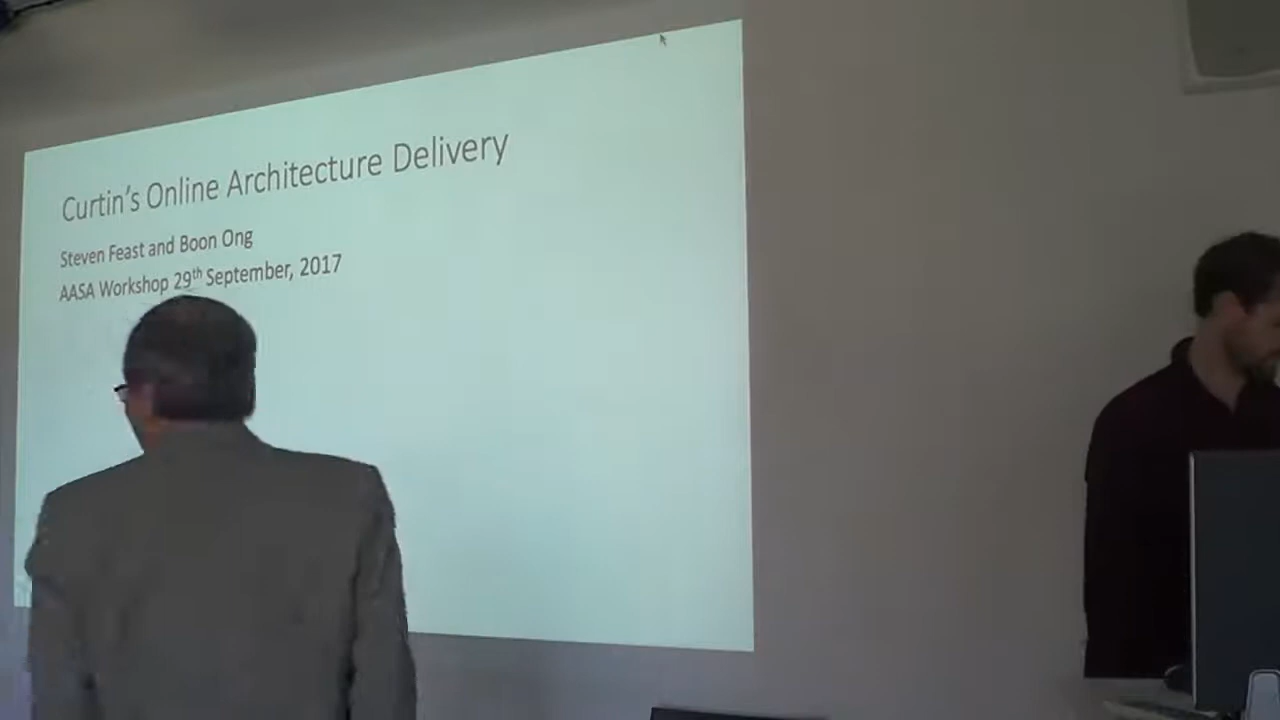 Curtin's Online Architecture Delivery
Steven Feast and Boon Ong
AASA Workshop 29th September, 2017